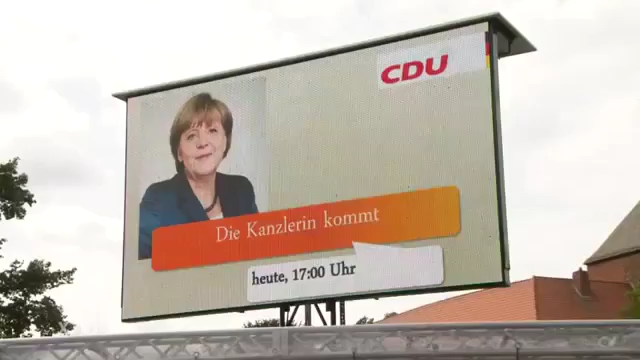 CDU
Die Kanzlerin kommt
heute, 17:00 Uhr